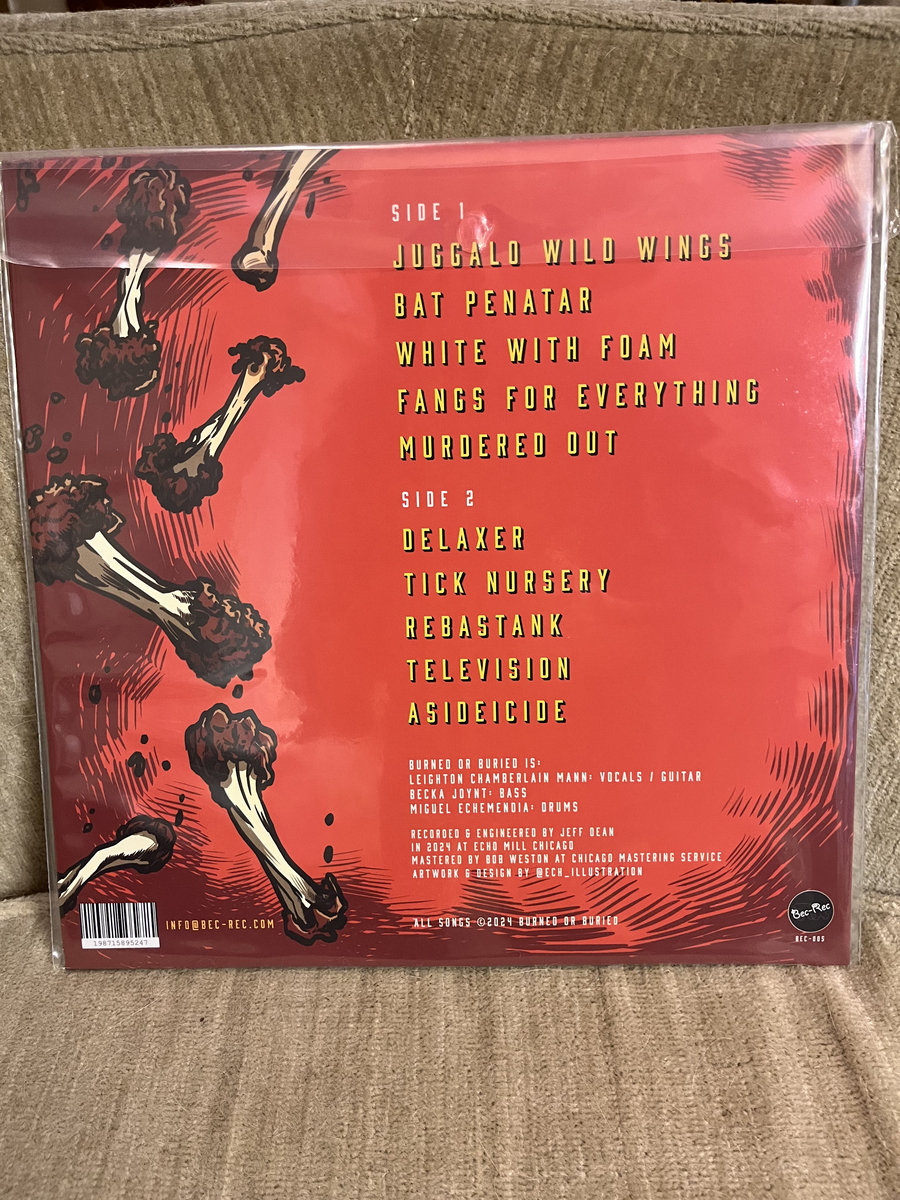 SIDE 1
JUGGALO WILD WINGS
BAT PENATAR
WHITE WITH FOAM
FANGS FOR EVERYTHING
MURDERED OUT
SIDE 2
DELAXER
TICK NURSERY
REBASTANK
TELEVISION
ASIDEICIDE
BURNED OR BURIED IS:
LEIGHTON CHAMBERLAIN MANN: VOCALS / GUITAR
BECKA JOYNT: BASS
MIGUEL ECHEMENDIA: DRUMS
RECORDED & ENGINEERED BY JEFF DEAN
IN 2024 AT ECHO MILL CHICAGO
MASTERED BY BOB WESTON AT CHICAGO MASTERING SERVICE
ARTWORK & DESIGN BY @ECH_ILLUSTRATION
198715895247
INFO@BEC-REC.COM
ALL SONGS ©2024 BURNED OR BURIED
Bec-Rec
REC-005